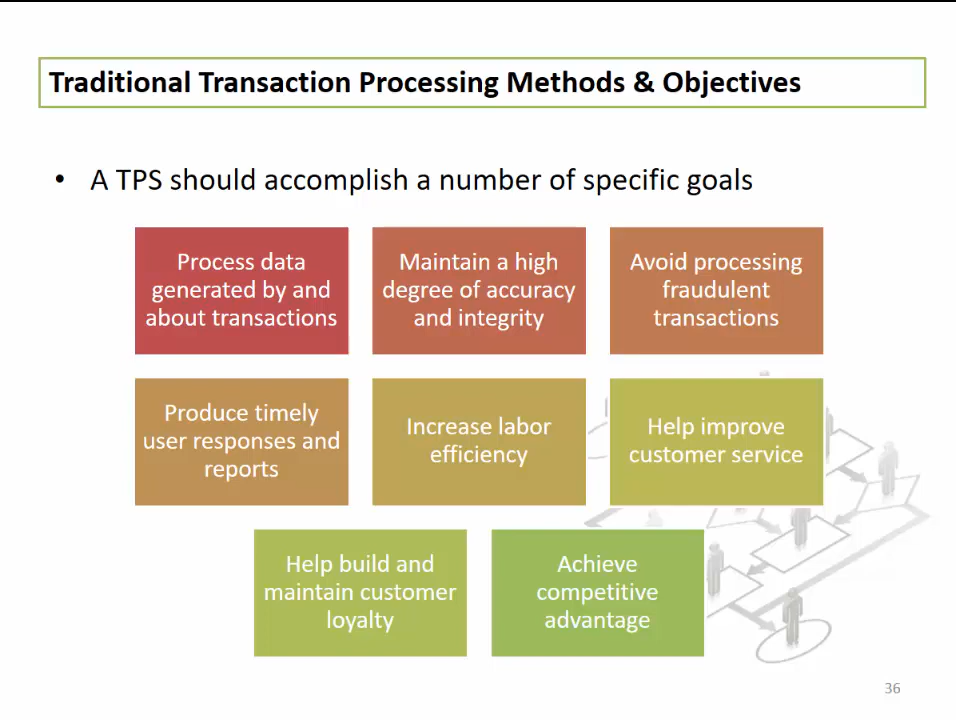 Traditional Transaction Processing Methods & Objectives
• A TPS should accomplish a number of specific goals
Process data
generated by and
about transactions
Maintain a high
degree of accuracy
and integrity
Avoid processing
fraudulent
transactions
Produce timely
user responses and
reports
Increase labor
efficiency
Help improve
customer service
Help build and
maintain customer
loyalty
Achieve
competitive
advantage
36